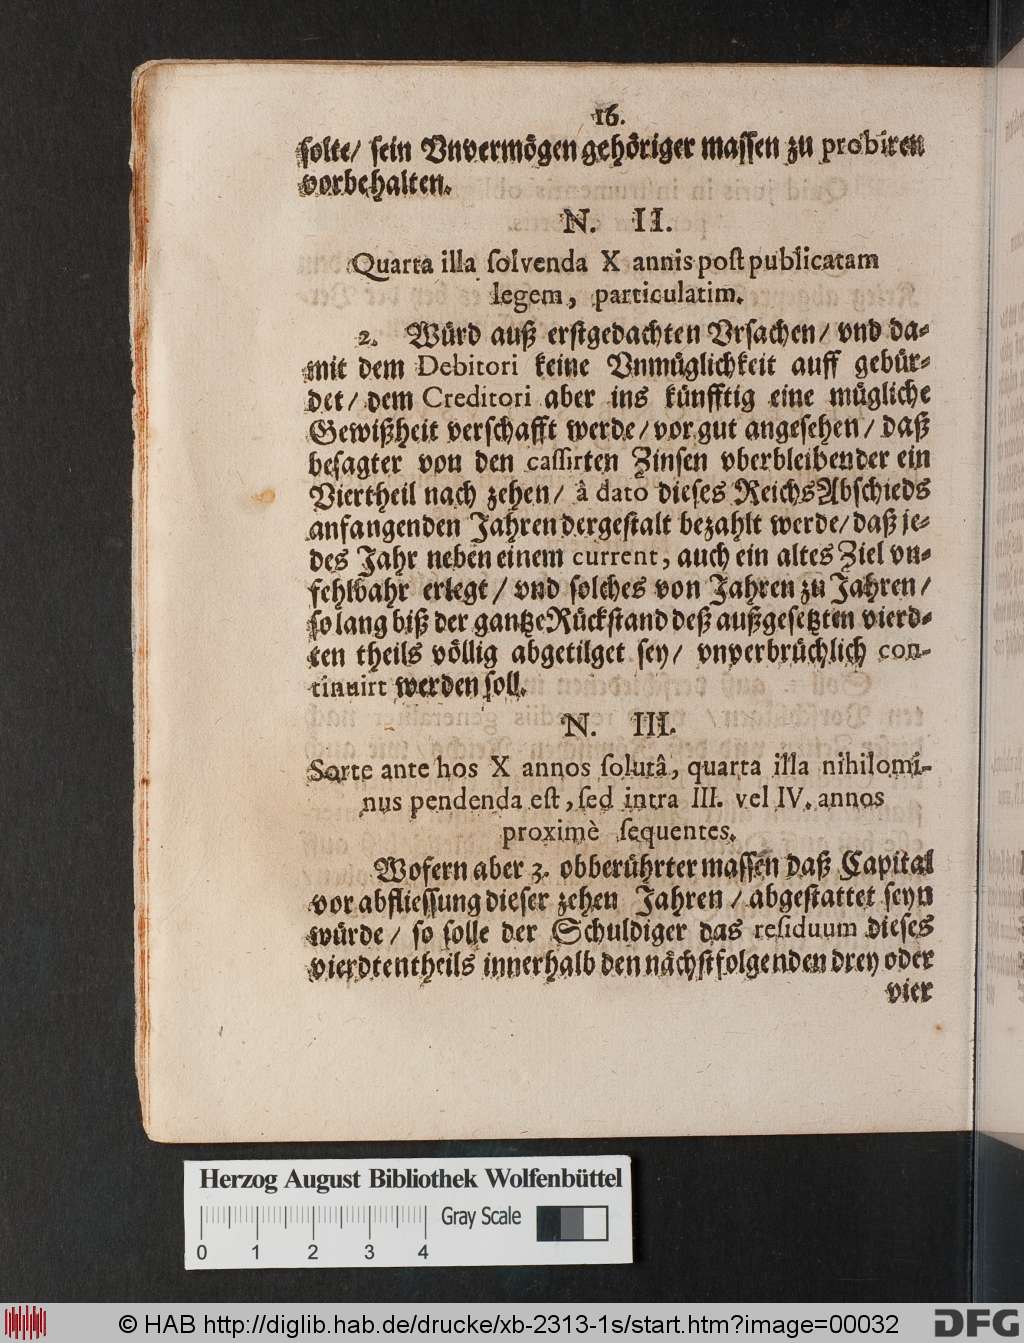 16.
ſolte/ ſein Vnvermögen gehöriger maſſen zu probiren
vorbehalten.
N. II.
Quarta illa ſolvenda X annis poſt publicatam
legem, particulatim.
2. Würd auß erſtgedachten Vrſachen/ vnd da-
mit dem Debitori keine Vnmüglichkeit auff gebür-
det/ dem Creditori aber ins künfftig eine mügliche
Gewißheit verſchafft werde/ vor gut angeſehen/ daß
beſagter von den caſſirten Zinſen vberbleibender ein
Viertheil nach zehen/ â dato dieſes ReichsAbſchieds
anfangenden Jahren dergeſtalt bezahlt werde/ daß je-
des Jahr neben einem current, auch ein altes Ziel vn-
fehlbahr erlegt/ vnd ſolches von Jahren zu Jahren/
ſo lang biß der gantze Rückſtand deß außgeſetzten vierd-
ten theils völlig abgetilget ſey/ vnverbrüchlich con-
tinuirt werden ſoll.
N. III.
Sorte ante hos X annos ſolutâ, quarta illa nihilomi-
nus pendenda eſt, ſed intra III. vel IV. annos
proximè ſequentes.
Wofern aber 3. obberührter maſſen daß Capital
vor abflieſſung dieſer zehen Jahren/ abgeſtattet ſeyn
würde/ ſo ſolle der Schuldiger das reſiduum dieſes
vierdtentheils innerhalb den nächſtfolgenden drey oder
vier
Herzog August Bibliothek Wolfenbüttel
Gray Scale
0 1 2 3 4
© HAB http://diglib.hab.de/drucke/xb-2313-1s/start.htm?image=00032
DFG